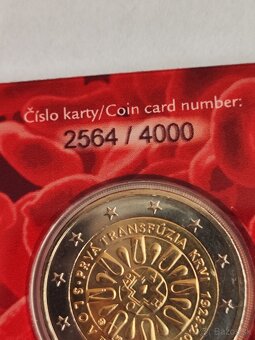 Číslo karty/Coin card number:
2564 / 4000
PRVÁ TRANSFÚZIA KRVI